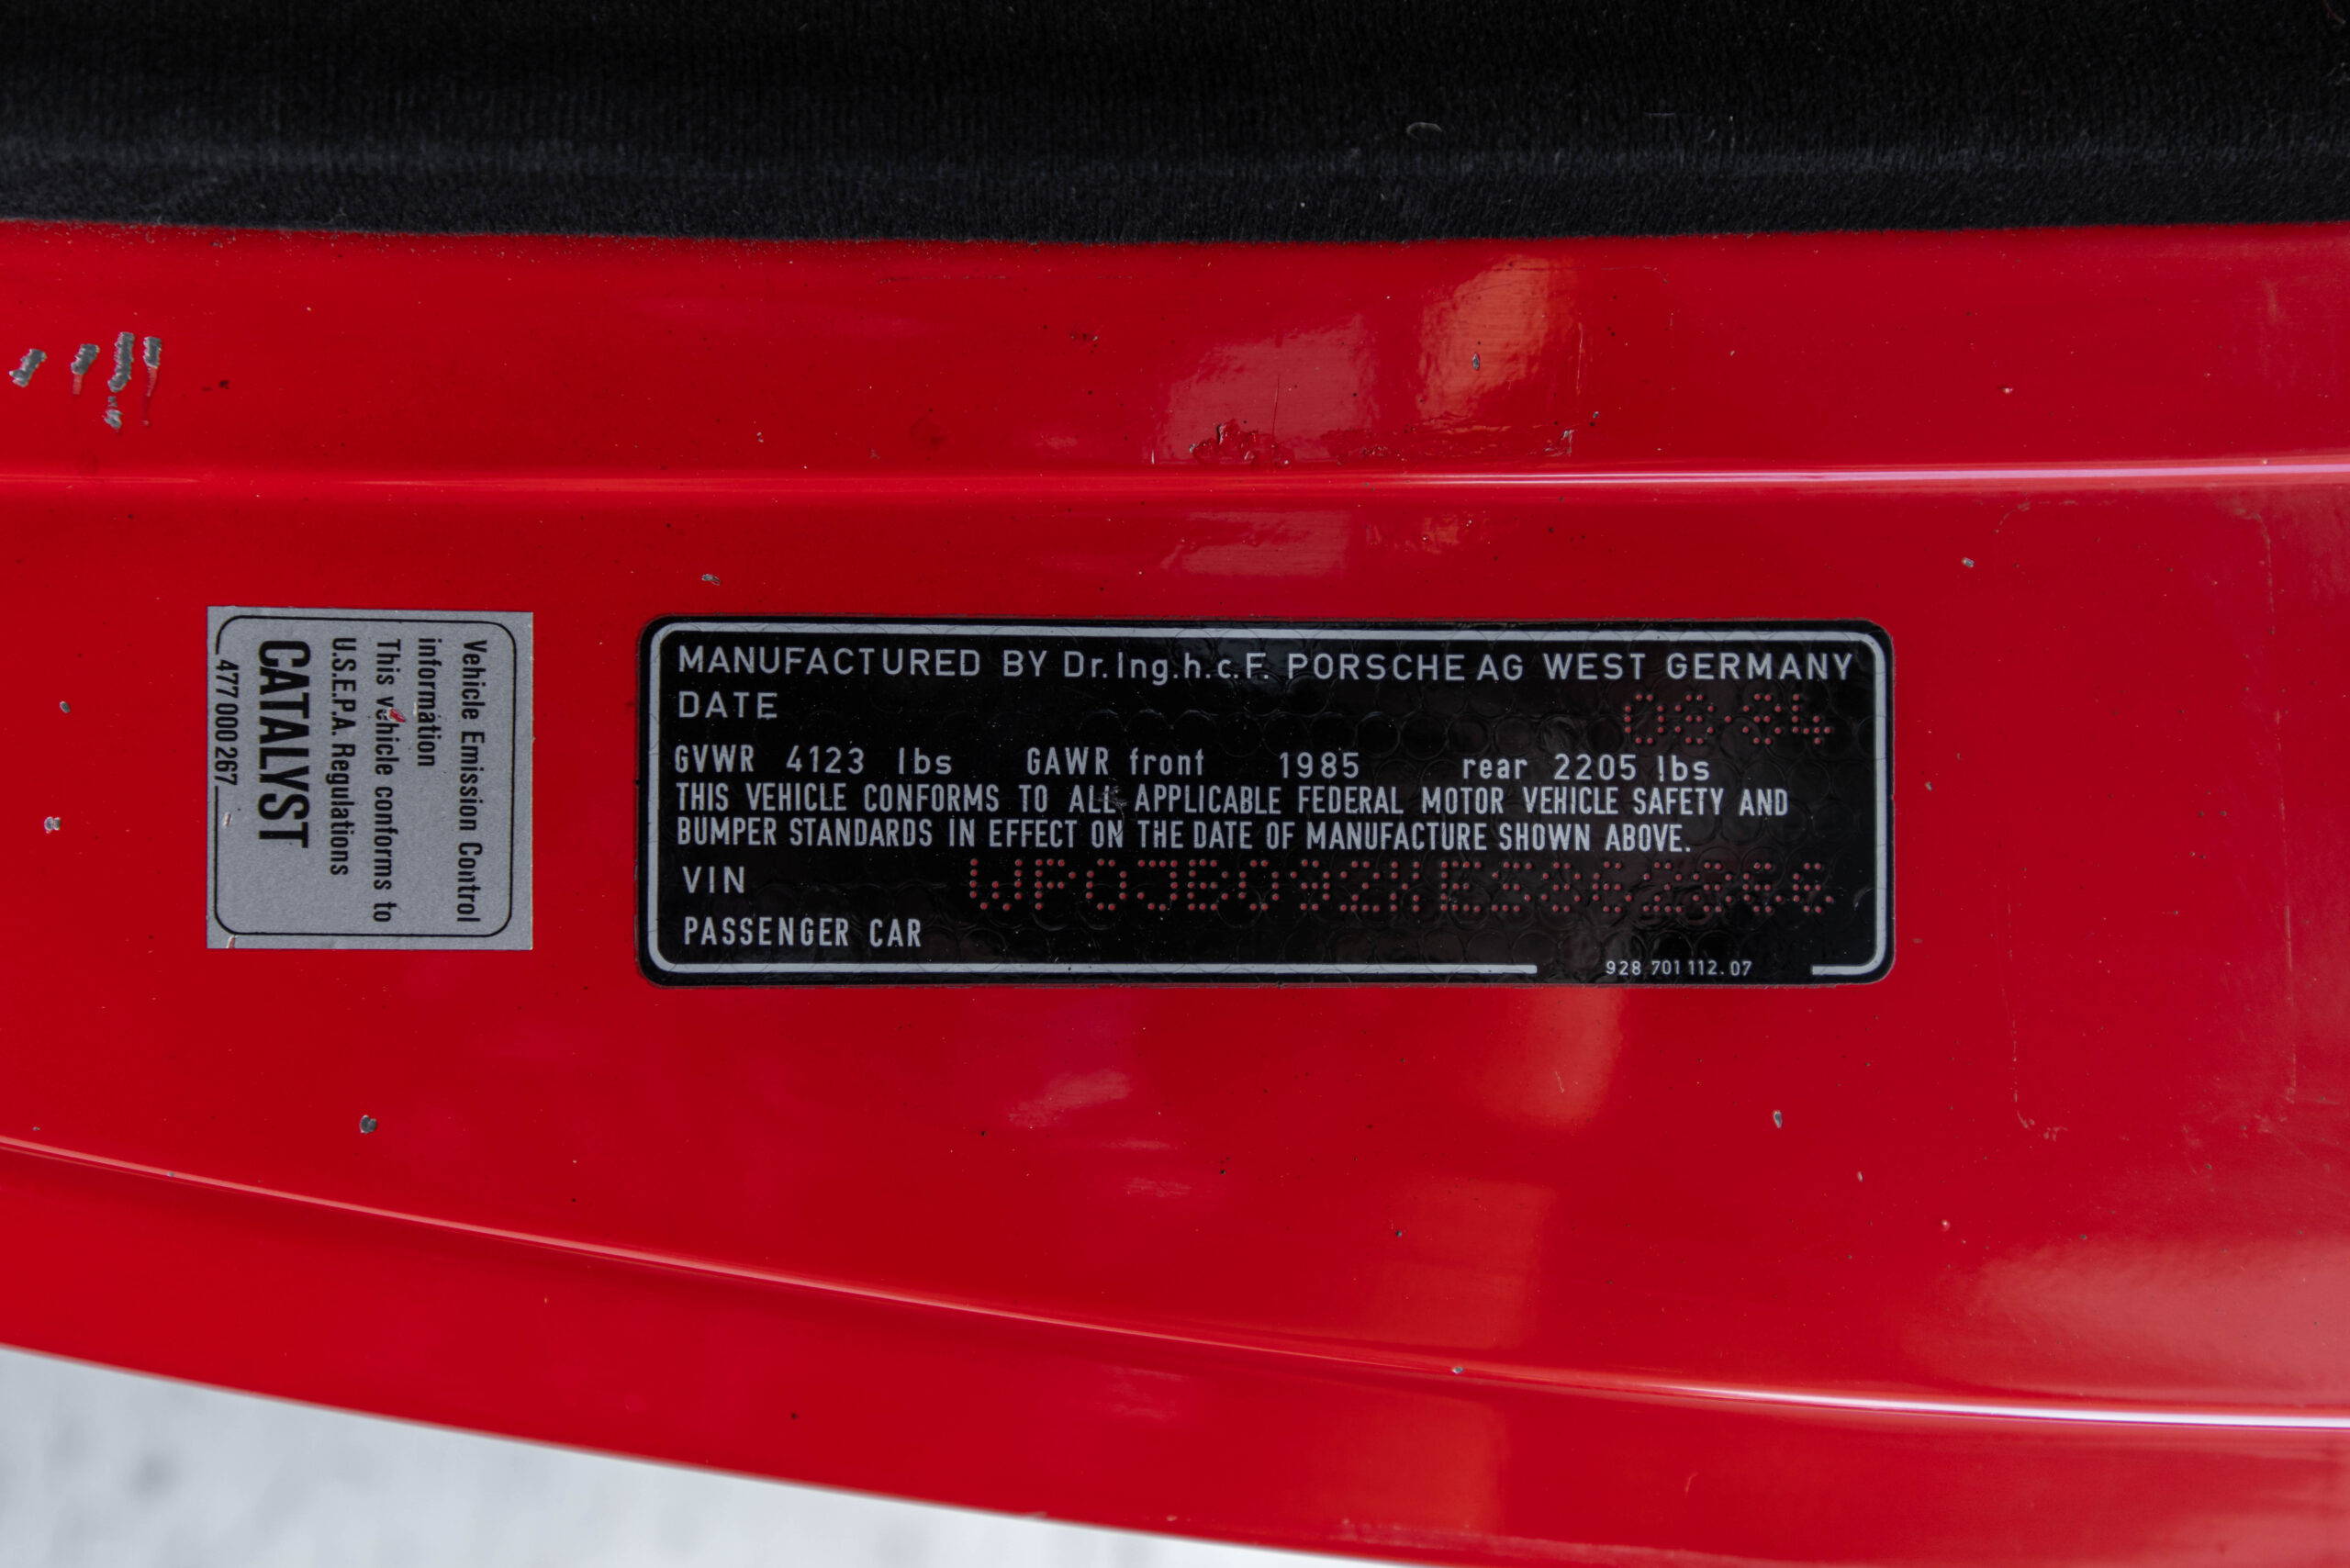 Vehicle Emission Control
information
This vehicle conforms to
U.S.E.P.A. Regulations
CATALYST
477 000 267
MANUFACTURED BY Dr.Ing.h.c.F. PORSCHE AG WEST GERMANY
DATE
GVWR 4123 lbs GAWR front 1985 rear 2205 lbs
THIS VEHICLE CONFORMS TO ALL APPLICABLE FEDERAL MOTOR VEHICLE SAFETY AND
BUMPER STANDARDS IN EFFECT ON THE DATE OF MANUFACTURE SHOWN ABOVE.
VIN
PASSENGER CAR
928 701 112.07